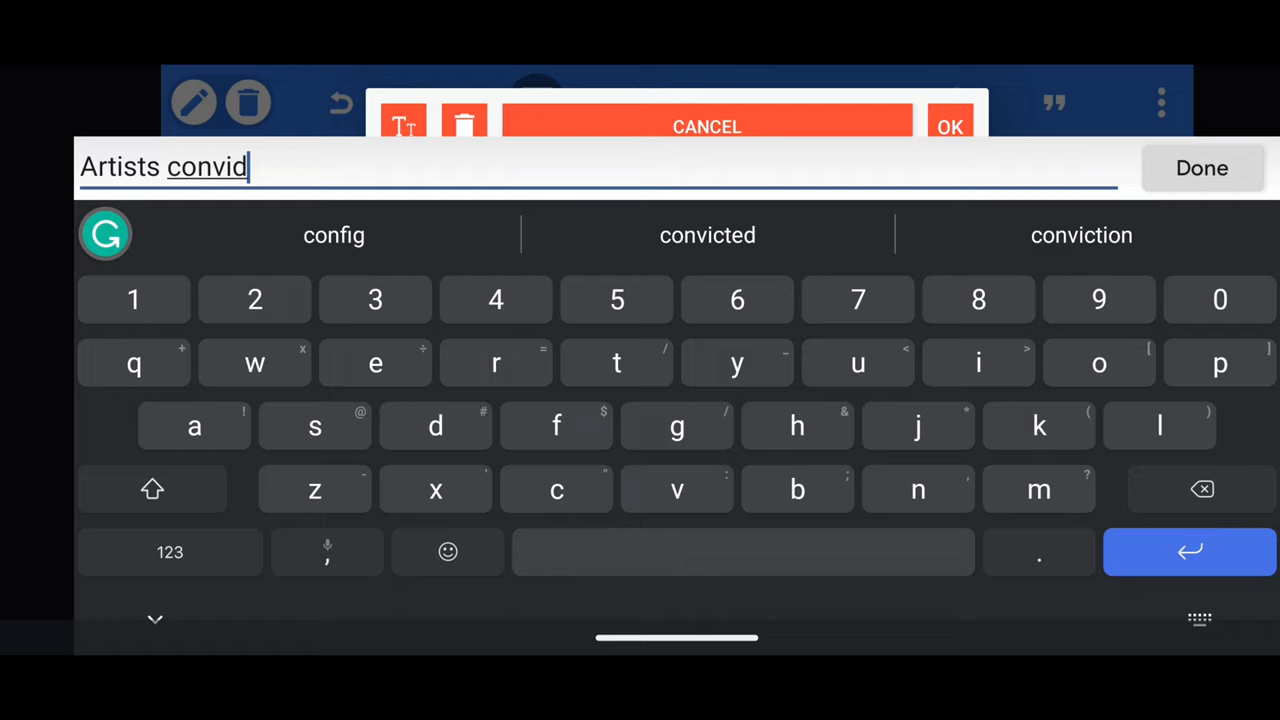 Tт
CANCEL
OK
Artists convid
Done
config convicted conviction
1 2 3 4 5 6 7 8 9 0
q + w x e ÷ r = t / y _ u < i > o [ p ]
a ! s @ d # f $ g / h & j * k ( l )
z - x ' c " v : b ; n , m ?
123 , .